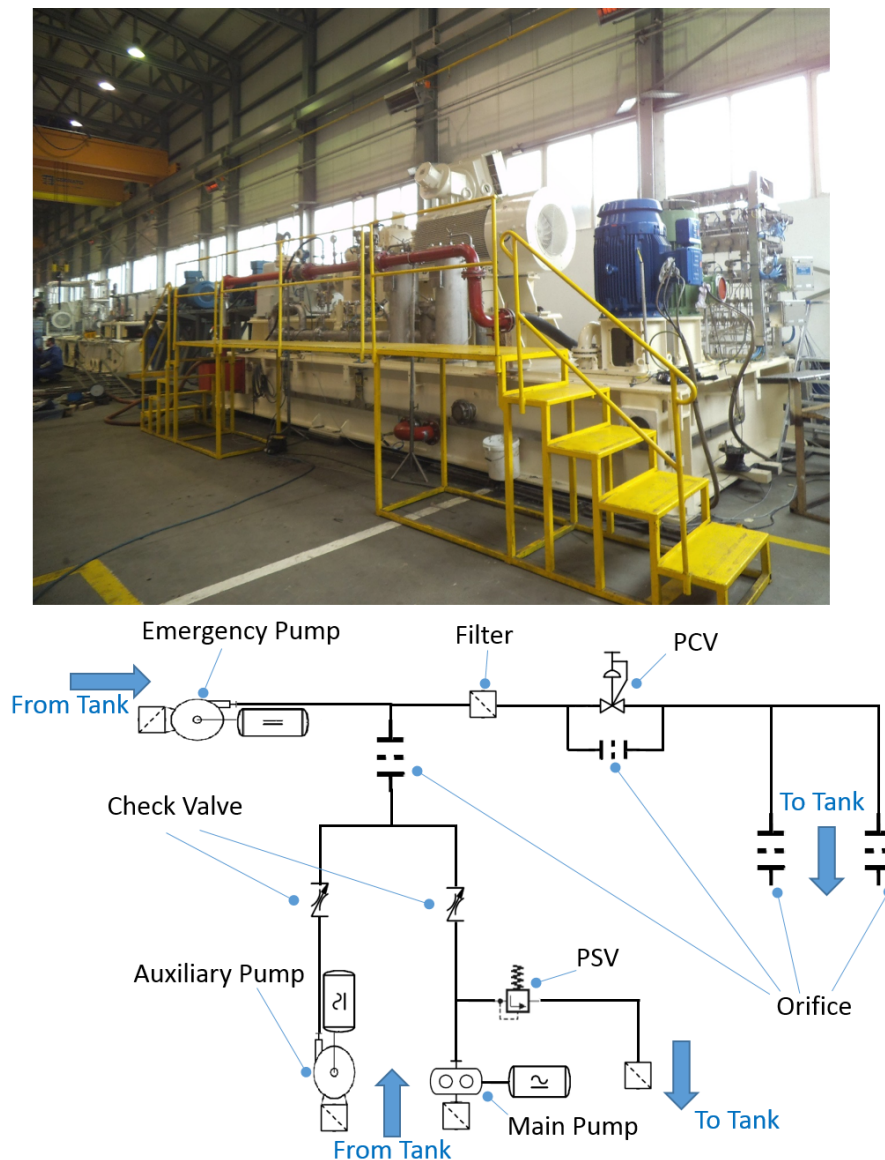 Emergency Pump
Filter
PCV
From Tank
Check Valve
To Tank
Auxiliary Pump
PSV
Orifice
Main Pump
To Tank
From Tank